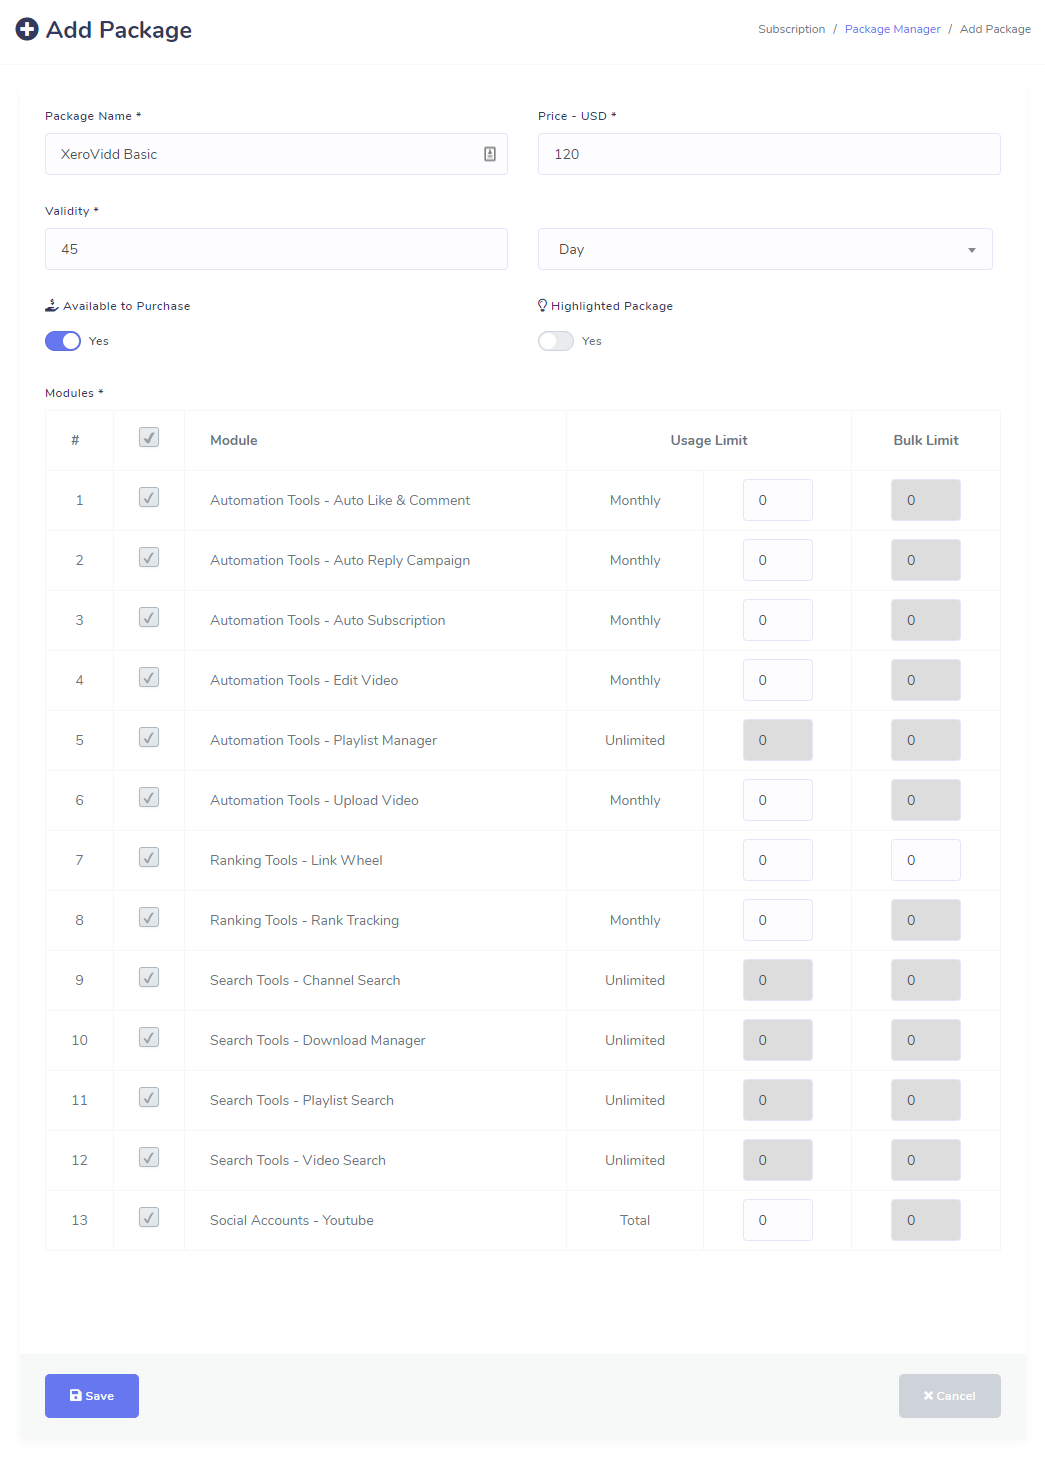 Add Package
Subscription / Package Manager / Add Package
Package Name * Price - USD *
XeroVidd Basic 120
Validity *
45 Day
Available to Purchase Highlighted Package
Yes Yes
Modules *
# Module Usage Limit Bulk Limit
1 Automation Tools - Auto Like & Comment Monthly 0 0
2 Automation Tools - Auto Reply Campaign Monthly 0 0
3 Automation Tools - Auto Subscription Monthly 0 0
4 Automation Tools - Edit Video Monthly 0 0
5 Automation Tools - Playlist Manager Unlimited 0 0
6 Automation Tools - Upload Video Monthly 0 0
7 Ranking Tools - Link Wheel 0 0
8 Ranking Tools - Rank Tracking Monthly 0 0
9 Search Tools - Channel Search Unlimited 0 0
10 Search Tools - Download Manager Unlimited 0 0
11 Search Tools - Playlist Search Unlimited 0 0
12 Search Tools - Video Search Unlimited 0 0
13 Social Accounts - Youtube Total 0 0
Save Cancel